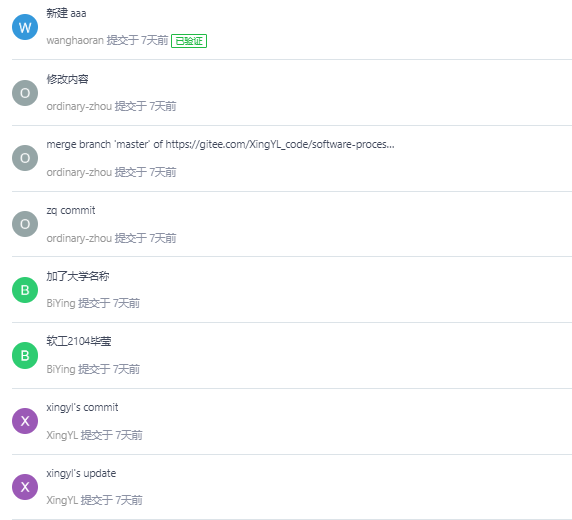 W
新建 aaa
wanghaoran 提交于 7天前 已验证
O
修改内容
ordinary-zhou 提交于 7天前
O
merge branch 'master' of https://gitee.com/XingYL_code/software-proces...
ordinary-zhou 提交于 7天前
O
zq commit
ordinary-zhou 提交于 7天前
B
加了大学名称
BiYing 提交于 7天前
B
软工2104毕莹
BiYing 提交于 7天前
X
xingyl's commit
XingYL 提交于 7天前
X
xingyl's update
XingYL 提交于 7天前